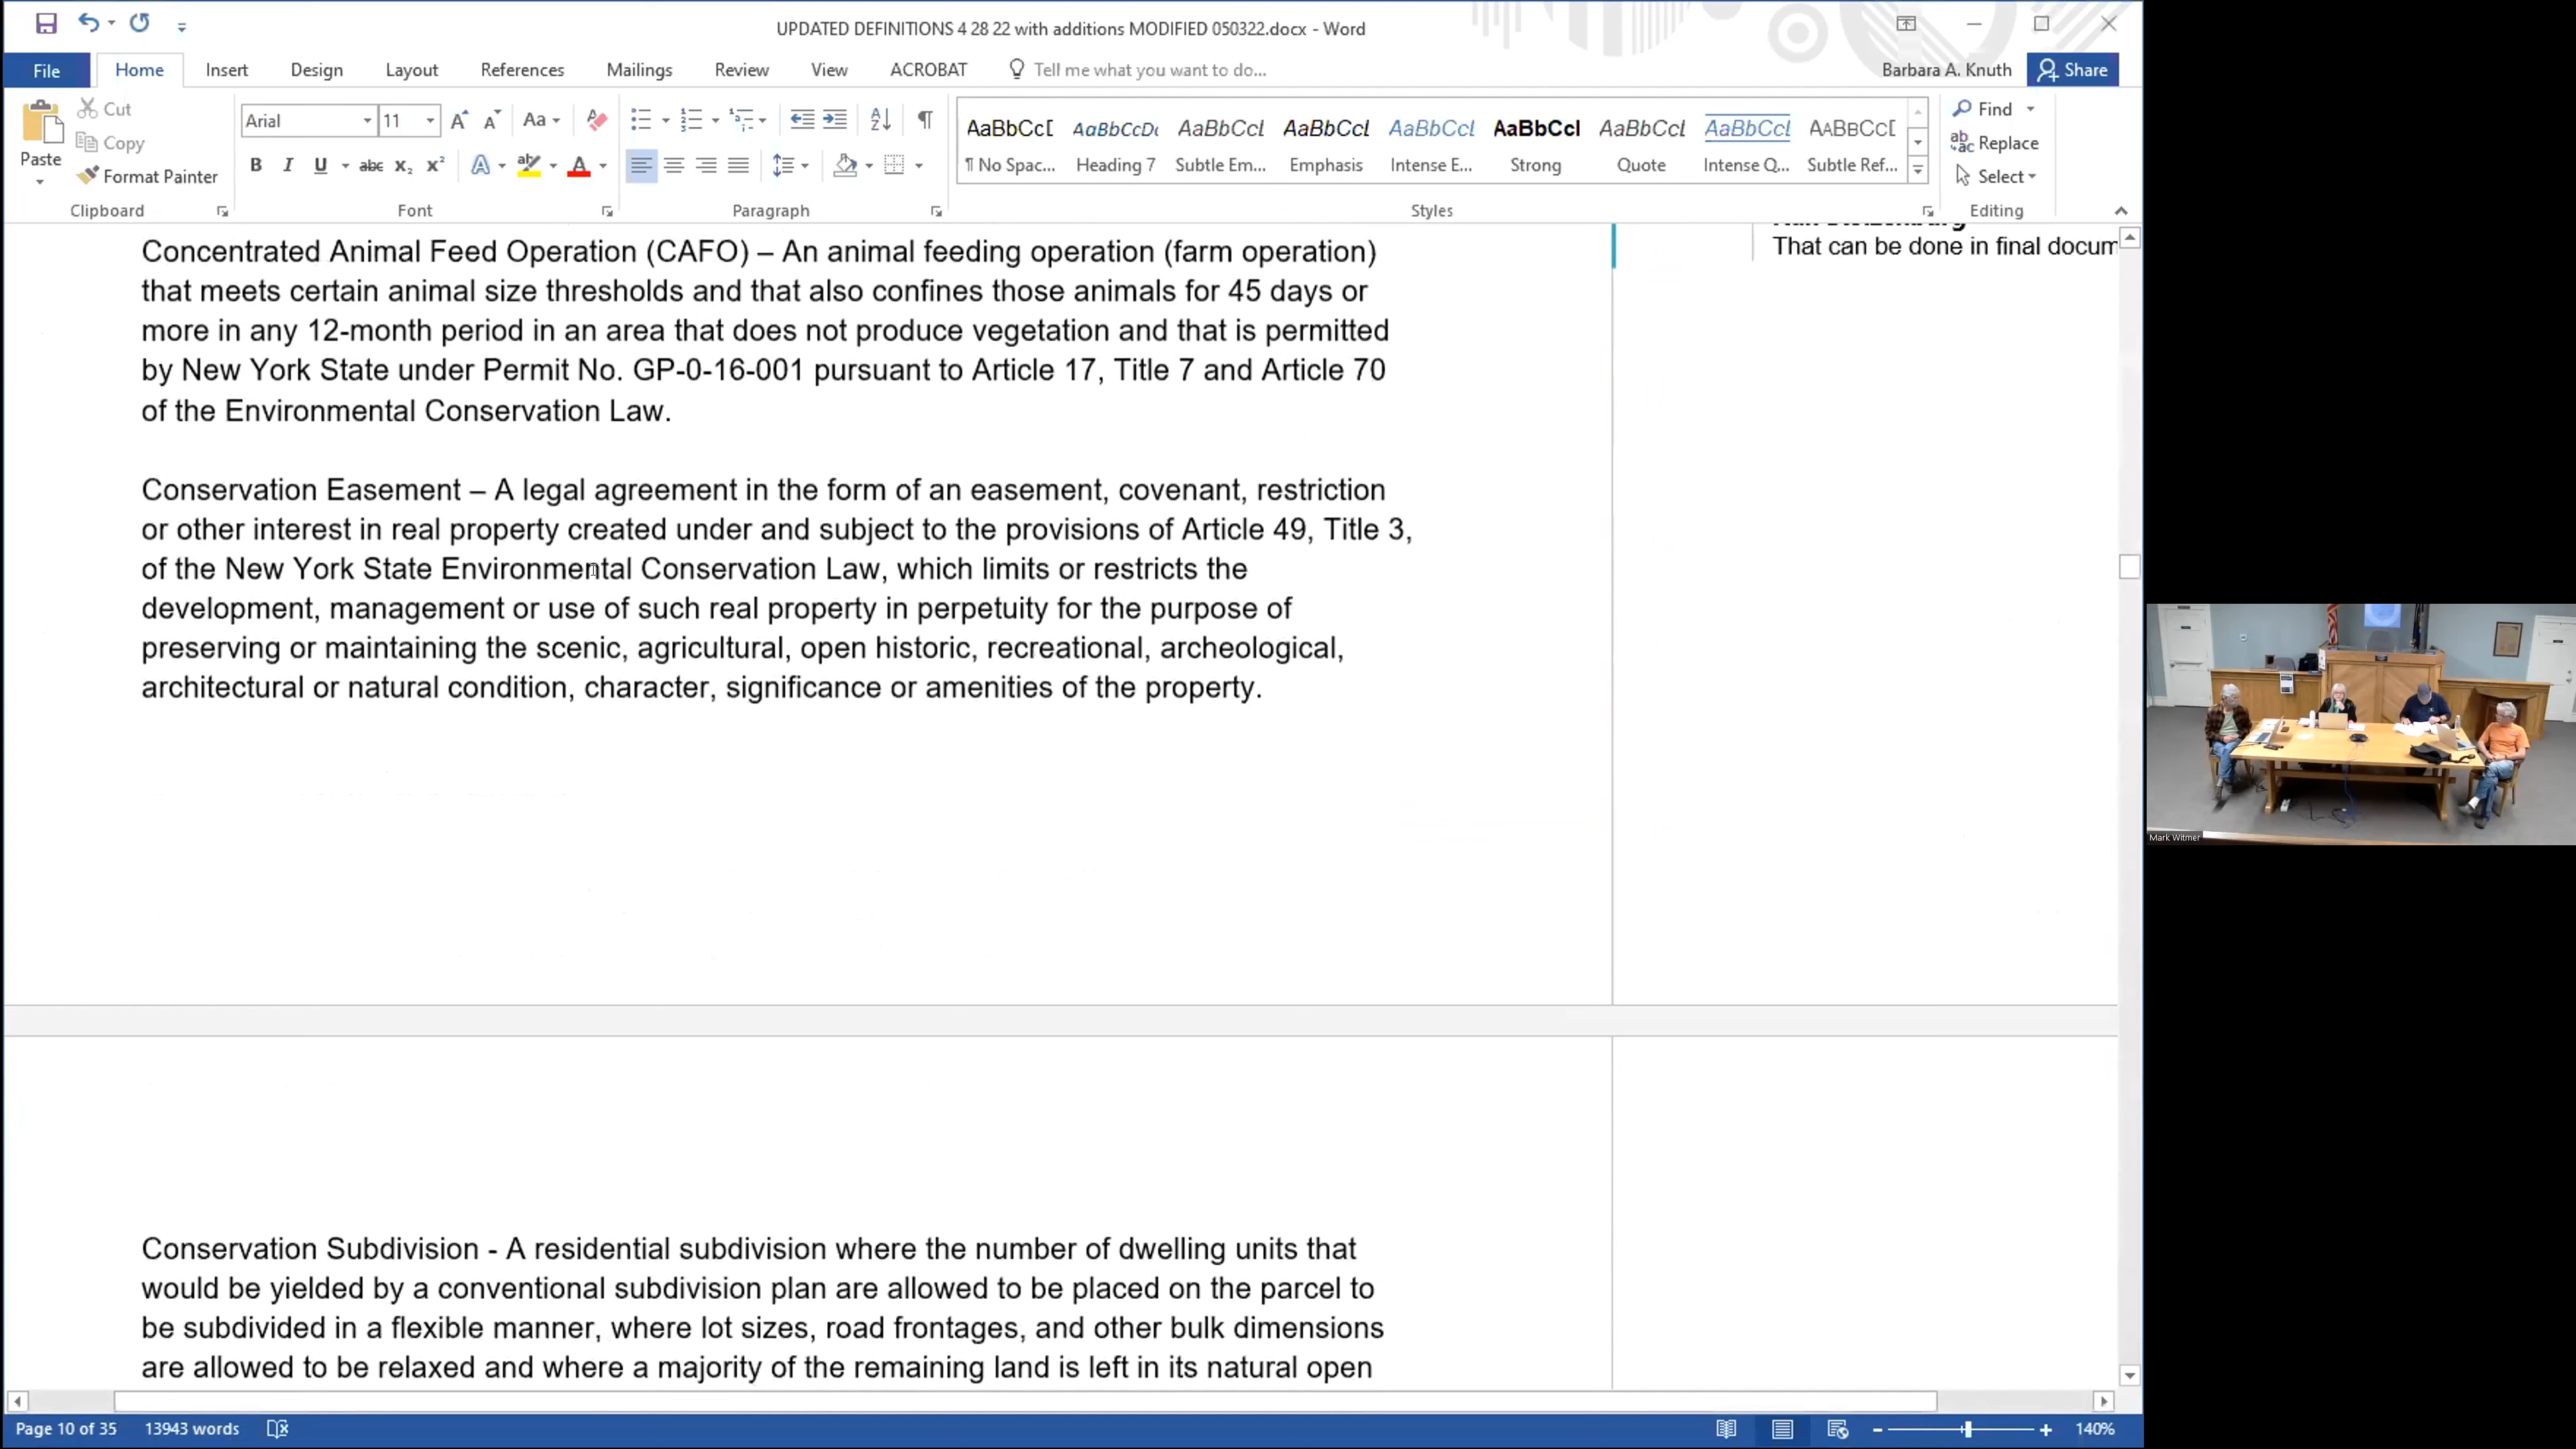 UPDATED DEFINITIONS 4 28 22 with additions MODIFIED 050322.docx - Word
File Home Insert Design Layout References Mailings Review View ACROBAT Tell me what you want to do... Barbara A. Knuth Share
Paste
Cut
Copy
Format Painter
Clipboard
Arial 11
Font
Paragraph
AaBbCcD AaBbCcDc AaBbCcL AaBbCcL AaBbCcL AaBbCcl AaBbCcL AaBbCcL AABBCCD
¶ No Spac... Heading 7 Subtle Em... Emphasis Intense E... Strong Quote Intense Q... Subtle Ref...
Styles
Find
Replace
Select
Editing
That can be done in final docum
Concentrated Animal Feed Operation (CAFO) – An animal feeding operation (farm operation)
that meets certain animal size thresholds and that also confines those animals for 45 days or
more in any 12-month period in an area that does not produce vegetation and that is permitted
by New York State under Permit No. GP-0-16-001 pursuant to Article 17, Title 7 and Article 70
of the Environmental Conservation Law.
Conservation Easement – A legal agreement in the form of an easement, covenant, restriction
or other interest in real property created under and subject to the provisions of Article 49, Title 3,
of the New York State Environmental Conservation Law, which limits or restricts the
development, management or use of such real property in perpetuity for the purpose of
preserving or maintaining the scenic, agricultural, open historic, recreational, archeological,
architectural or natural condition, character, significance or amenities of the property.
Conservation Subdivision - A residential subdivision where the number of dwelling units that
would be yielded by a conventional subdivision plan are allowed to be placed on the parcel to
be subdivided in a flexible manner, where lot sizes, road frontages, and other bulk dimensions
are allowed to be relaxed and where a majority of the remaining land is left in its natural open
Page 10 of 35 13943 words 140%
Mark Witmer